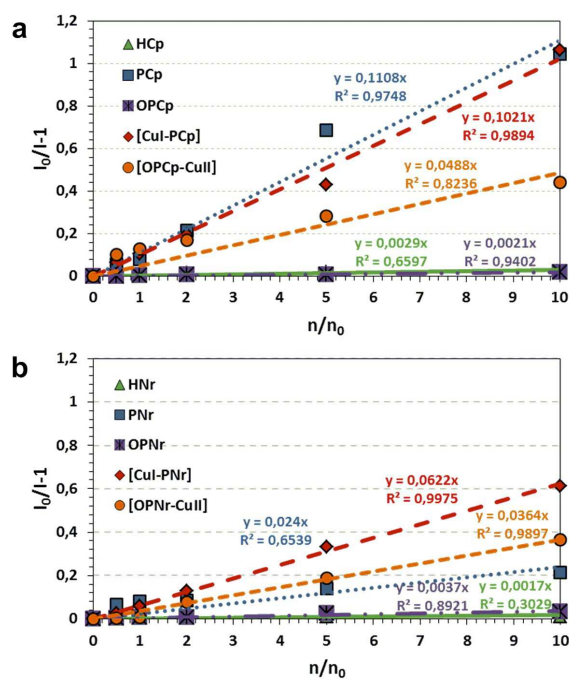 a
1,2
1
0,8
0,6
0,4
0,2
0
I₀/I-1
HCp
PCp
OPCp
[CuI-PCp]
[OPCp-CuII]
y = 0,1108x
R² = 0,9748
y = 0,1021x
R² = 0,9894
y = 0,0488x
R² = 0,8236
y = 0,0029x
R² = 0,6597
y = 0,0021x
R² = 0,9402
0 1 2 3 4 5 6 7 8 9 10
n/n₀
b
1,2
1
0,8
0,6
0,4
0,2
0
I₀/I-1
HNr
PNr
OPNr
[CuI-PNr]
[OPNr-CuII]
y = 0,0622x
R² = 0,9975
y = 0,024x
R² = 0,6539
y = 0,0364x
R² = 0,9897
y = 0,0037x
R² = 0,8921
y = 0,0017x
R² = 0,3029
0 1 2 3 4 5 6 7 8 9 10
n/n₀